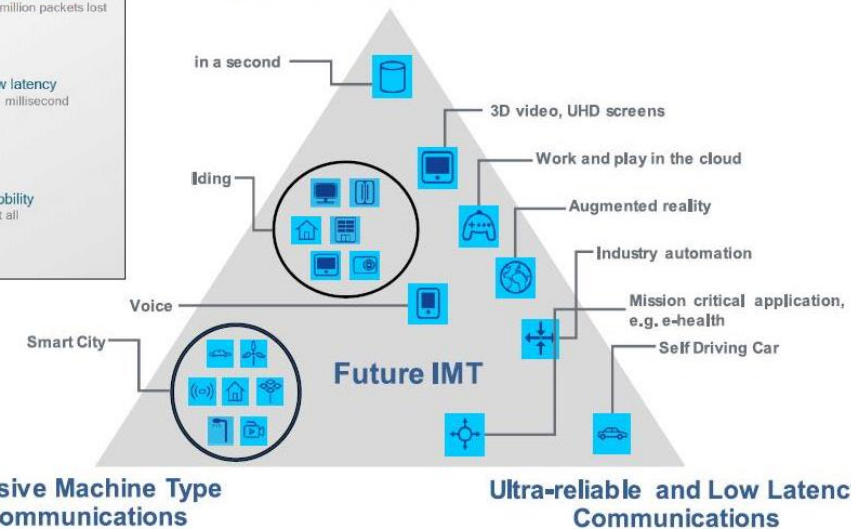 million packets lost
in a second
w latency
millisecond
3D video, UHD screens
Work and play in the cloud
lding
obility
t all
Augmented reality
Industry automation
Voice
Mission critical application,
e.g. e-health
Smart City
Self Driving Car
Future IMT
sive Machine Type
ommunications
Ultra-reliable and Low Latenc
Communications